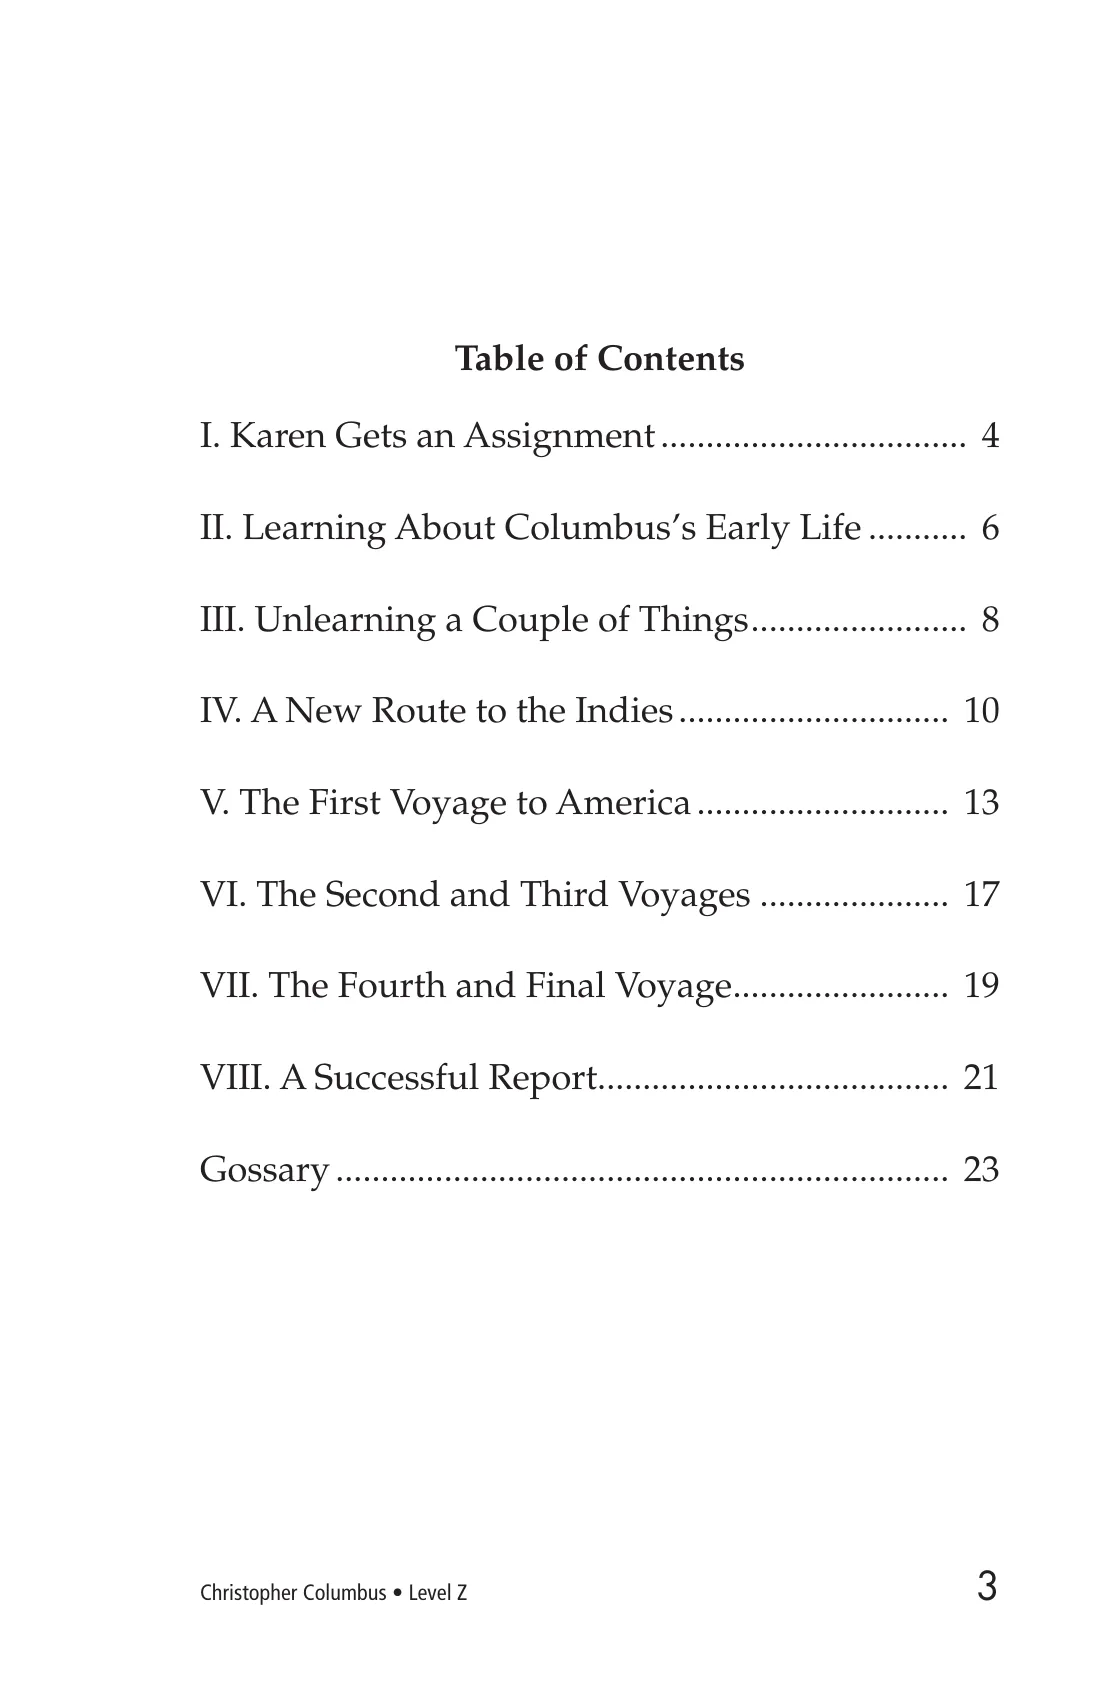 Table of Contents
I. Karen Gets an Assignment .................................. 4
II. Learning About Columbus’s Early Life ........... 6
III. Unlearning a Couple of Things........................ 8
IV. A New Route to the Indies .............................. 10
V. The First Voyage to America ............................ 13
VI. The Second and Third Voyages ..................... 17
VII. The Fourth and Final Voyage........................ 19
VIII. A Successful Report....................................... 21
Gossary .................................................................... 23
Christopher Columbus • Level Z 3